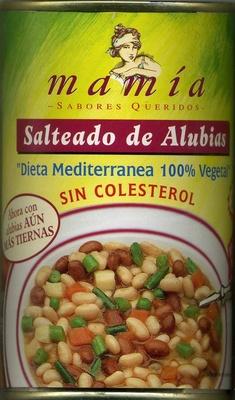 mamía
-SABORES QUERIDOS-
Salteado de Alubias
"Dieta Mediterranea 100% Vegetal"
SIN COLESTEROL
Ahora con
alubias AÚN
MÁS TIERNAS